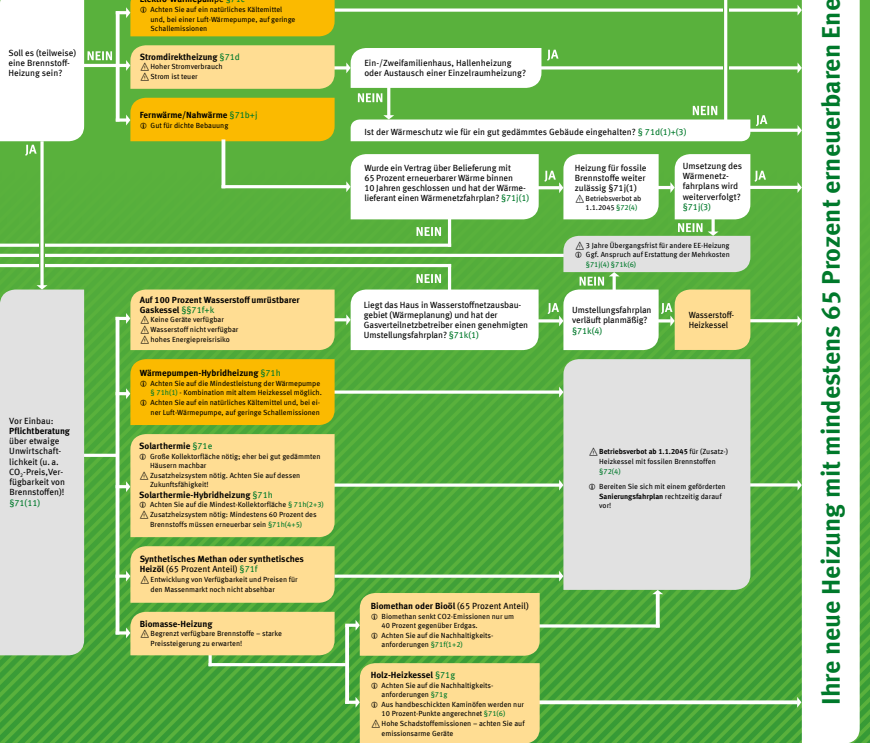 Elektro-Wärmepumpe §71c
Achten Sie auf ein natürliches Kältemittel
und, bei einer Luft-Wärmepumpe, auf geringe
Schallemissionen
Soll es (teilweise)
eine Brennstoff-
Heizung sein?
NEIN
JA
Stromdirektheizung §71d
Hoher Stromverbrauch
Strom ist teuer
Ein-/Zweifamilienhaus, Hallenheizung
oder Austausch einer Einzelraumheizung?
JA
NEIN
NEIN
Fernwärme/Nahwärme §71b+j
Gut für dichte Bebauung
Ist der Wärmeschutz wie für ein gut gedämmtes Gebäude eingehalten? § 71d(1)+(3)
JA
Wurde ein Vertrag über Belieferung mit
65 Prozent erneuerbarer Wärme binnen
10 Jahren geschlossen und hat der Wärme-
lieferant einen Wärmenetzfahrplan? §71j(1)
JA
NEIN
Heizung für fossile
Brennstoffe weiter
zulässig §71j(1)
Betriebsverbot ab
1.1.2045 §72(4)
Umsetzung des
Wärmenetz-
fahrplans wird
weiterverfolgt?
§71j(3)
JA
NEIN
3 Jahre Übergangsfrist für andere EE-Heizung
Ggf. Anspruch auf Erstattung der Mehrkosten
§71j(4) §71k(6)
NEIN
NEIN
Auf 100 Prozent Wasserstoff umrüstbarer
Gaskessel §§71f+k
Keine Geräte verfügbar
Wasserstoff nicht verfügbar
hohes Energiepreisrisiko
Liegt das Haus in Wasserstoffnetzausbau-
gebiet (Wärmeplanung) und hat der
Gasverteilnetzbetreiber einen genehmigten
Umstellungsfahrplan? §71k(1)
JA
Umstellungsfahrplan
verläuft planmäßig?
§71k(4)
JA
Wasserstoff-
Heizkessel
Wärmepumpen-Hybridheizung §71h
Achten Sie auf die Mindestleistung der Wärmepumpe
§ 71h(1) - Kombination mit altem Heizkessel möglich.
Achten Sie auf ein natürliches Kältemittel und, bei ei-
ner Luft-Wärmepumpe, auf geringe Schallemissionen
Vor Einbau:
Pflichtberatung
über etwaige
Unwirtschaft-
lichkeit (u. a.
CO2-Preis,Ver-
fügbarkeit von
Brennstoffen)!
§71(11)
Solarthermie §71e
Große Kollektorfläche nötig; eher bei gut gedämmten
Häusern machbar
Zusatzheizsystem nötig. Achten Sie auf dessen
Zukunftsfähigkeit!
Solarthermie-Hybridheizung §71h
Achten Sie auf die Mindest-Kollektorfläche § 71h(2+3)
Zusatzheizsystem nötig: Mindestens 60 Prozent des
Brennstoffs müssen erneuerbar sein §71h(4+5)
Betriebsverbot ab 1.1.2045 für (Zusatz-)
Heizkessel mit fossilen Brennstoffen
§72(4)
Bereiten Sie sich mit einem geförderten
Sanierungsfahrplan rechtzeitig darauf
vor!
Synthetisches Methan oder synthetisches
Heizöl (65 Prozent Anteil) §71f
Entwicklung von Verfügbarkeit und Preisen für
den Massenmarkt noch nicht absehbar
Biomasse-Heizung
Begrenzt verfügbare Brennstoffe – starke
Preissteigerung zu erwarten!
Biomethan oder Bioöl (65 Prozent Anteil)
Biomethan senkt CO2-Emissionen nur um
40 Prozent gegenüber Erdgas.
Achten Sie auf die Nachhaltigkeits-
anforderungen §71f(1+2)
Holz-Heizkessel §71g
Achten Sie auf die Nachhaltigkeits-
anforderungen §71g
Aus handbeschickten Kaminöfen werden nur
10 Prozent-Punkte angerechnet §71(6)
Hohe Schadstoffemissionen – achten Sie auf
emissionsarme Geräte
Ihre neue Heizung mit mindestens 65 Prozent erneuerbaren Ene